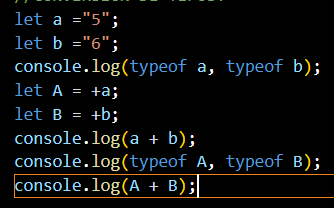 let a ="5";
let b ="6";
console.log(typeof a, typeof b);
let A = +a;
let B = +b;
console.log(a + b);
console.log(typeof A, typeof B);
console.log(A + B);